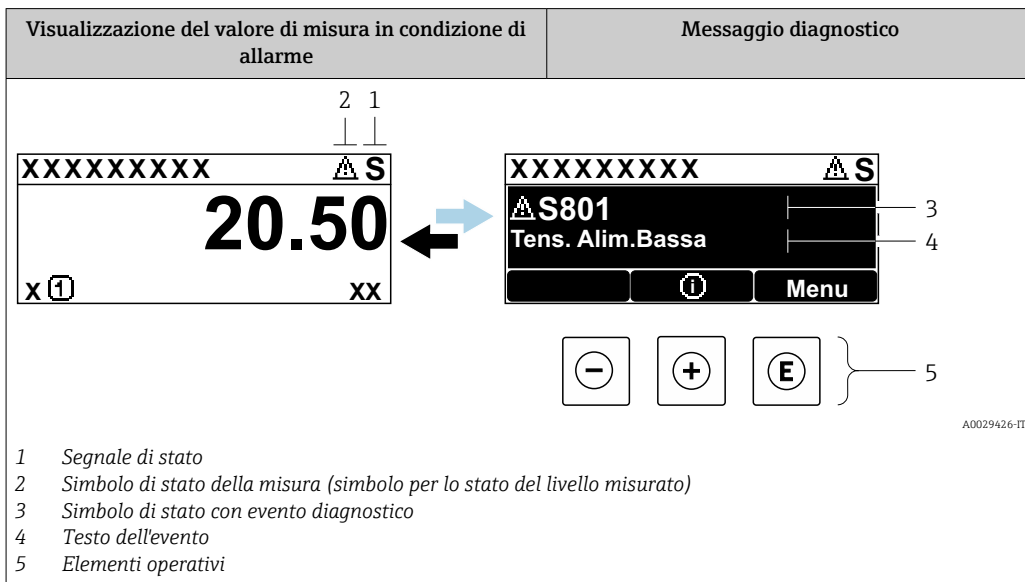 Visualizzazione del valore di misura in condizione di
allarme
Messaggio diagnostico
2 1
XXXXXXXXX ⚠ S
20.50
X 1 XX
XXXXXXXXX ⚠ S
⚠S801
Tens. Alim.Bassa
i Menu
3
4
− + E
5
A0029426-IT
1 Segnale di stato
2 Simbolo di stato della misura (simbolo per lo stato del livello misurato)
3 Simbolo di stato con evento diagnostico
4 Testo dell'evento
5 Elementi operativi